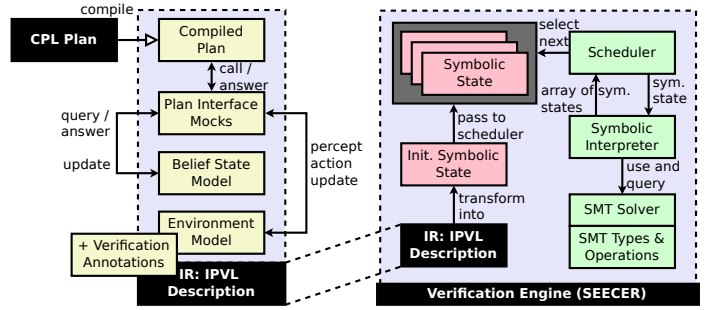 compile
CPL Plan
Compiled
Plan
call /
answer
query /
answer
Plan Interface
Mocks
update
percept
action
update
Belief State
Model
Environment
Model
+ Verification
Annotations
IR: IPVL
Description
select
next
Scheduler
Symbolic
State
array of sym.
states
sym.
state
pass to
scheduler
Symbolic
Interpreter
Init. Symbolic
State
use and
query
transform
into
SMT Solver
IR: IPVL
Description
SMT Types &
Operations
Verification Engine (SEECER)